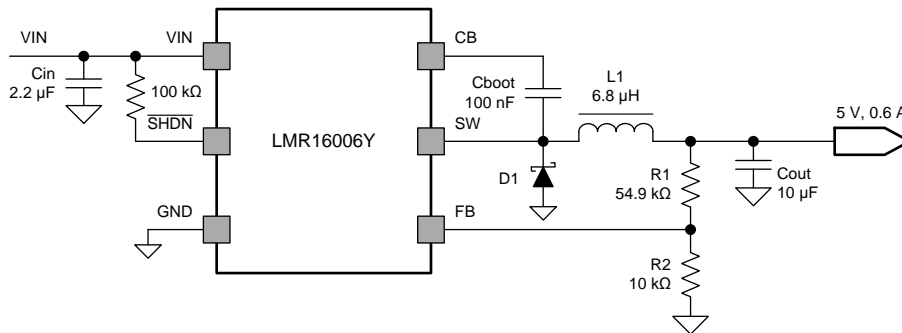 VIN
Cin
2.2 µF
100 kΩ
VIN
SHDN
GND
LMR16006Y
CB
SW
FB
Cboot
100 nF
D1
L1
6.8 µH
R1
54.9 kΩ
R2
10 kΩ
Cout
10 µF
5 V, 0.6 A